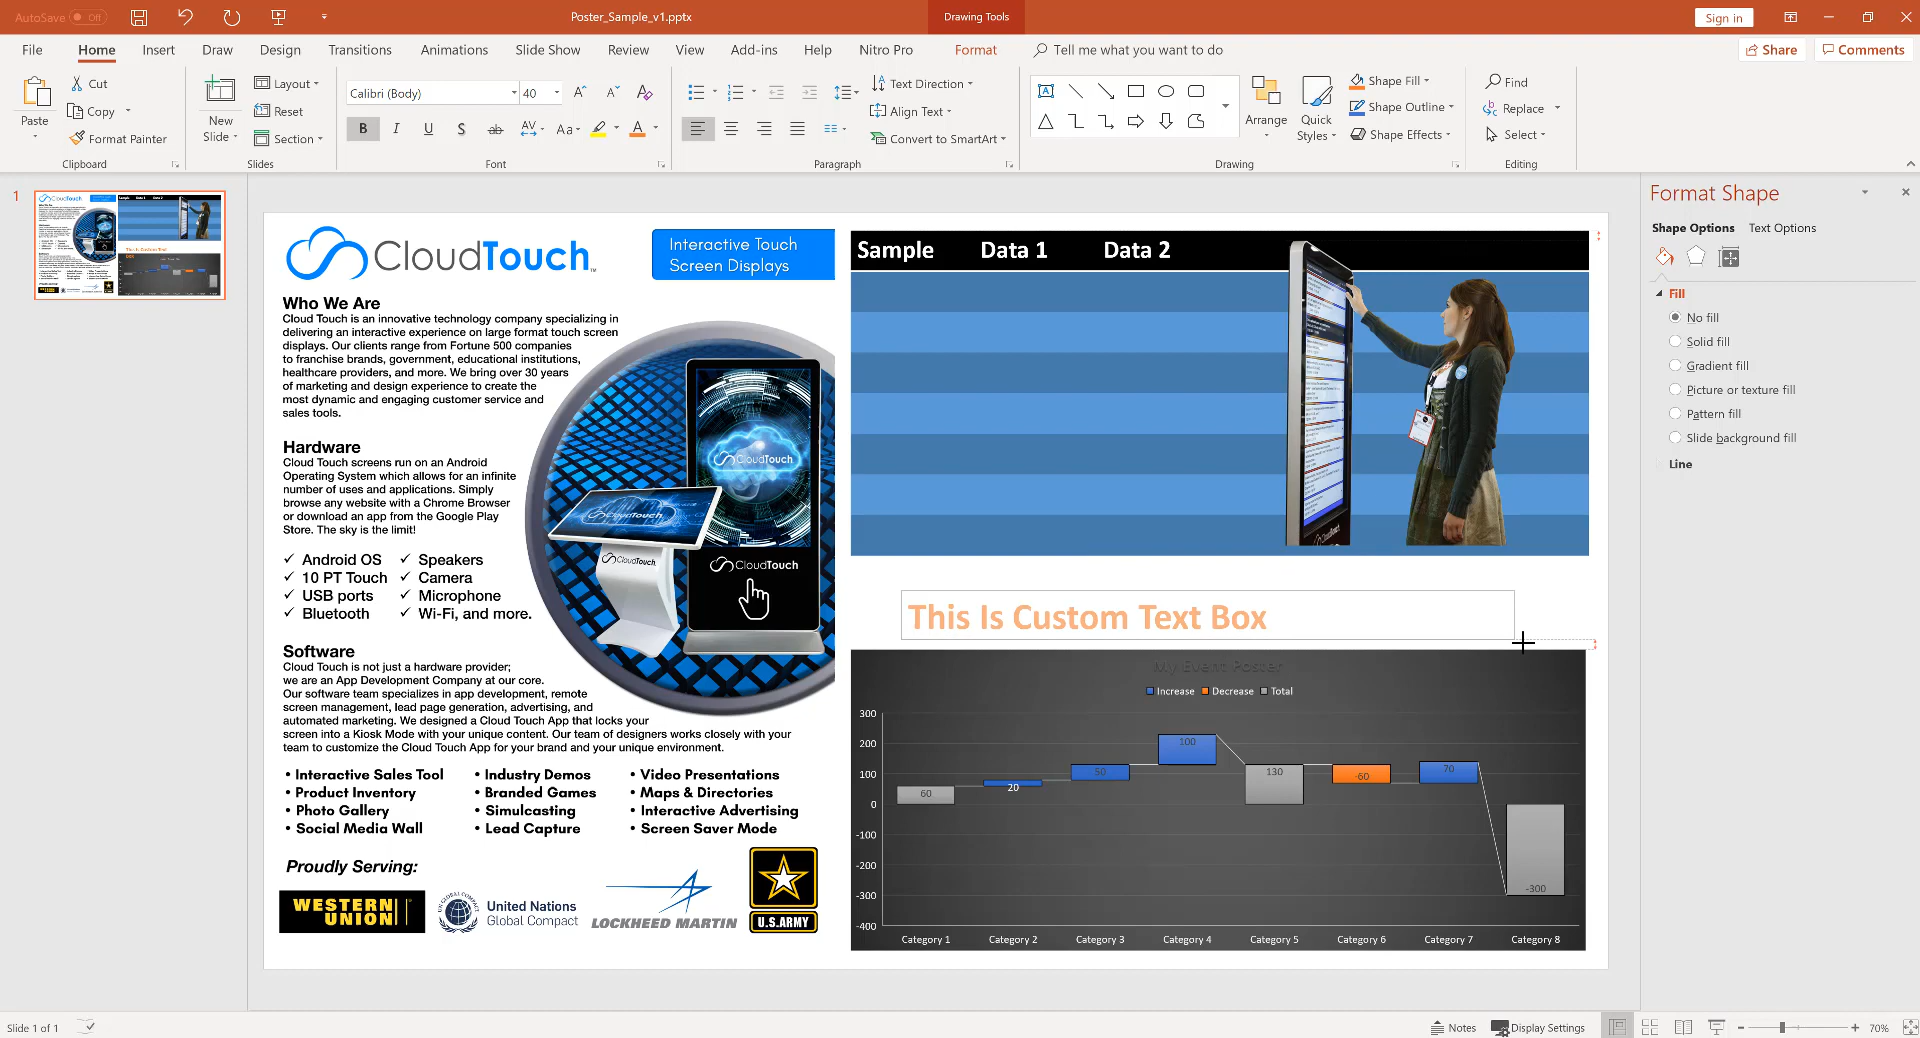 AutoSave Off
Poster_Sample_v1.pptx
Drawing Tools
Sign in
File Home Insert Draw Design Transitions Animations Slide Show Review View Add-ins Help Nitro Pro Format Tell me what you want to do
Share Comments
Paste
Cut
Copy
Format Painter
Clipboard
New
Slide
Layout
Reset
Section
Slides
Calibri (Body) 40
B I U S ab AV Aa A
Font
Text Direction
Align Text
Convert to SmartArt
Paragraph
Arrange
Quick
Styles
Shape Fill
Shape Outline
Shape Effects
Drawing
Find
Replace
Select
Editing
1
CloudTouch™
Interactive Touch
Screen Displays
Who We Are
Cloud Touch is an innovative technology company specializing in
delivering an interactive experience on large format touch screen
displays. Our clients range from Fortune 500 companies
to franchise brands, government, educational institutions,
healthcare providers, and more. We bring over 30 years
of marketing and design experience to create the
most dynamic and engaging customer service and
sales tools.
Hardware
Cloud Touch screens run on an Android
Operating System which allows for an infinite
number of uses and applications. Simply
browse any website with a Chrome Browser
or download an app from the Google Play
Store. The sky is the limit!
✓ Android OS ✓ Speakers
✓ 10 PT Touch ✓ Camera
✓ USB ports ✓ Microphone
✓ Bluetooth ✓ Wi-Fi, and more.
CloudTouch
CloudTouch
CloudTouch
CloudTouch
Software
Cloud Touch is not just a hardware provider;
we are an App Development Company at our core.
Our software team specializes in app development, remote
screen management, lead page generation, advertising, and
automated marketing. We designed a Cloud Touch App that locks your
screen into a Kiosk Mode with your unique content. Our team of designers works closely with your
team to customize the Cloud Touch App for your brand and your unique environment.
• Interactive Sales Tool • Industry Demos • Video Presentations
• Product Inventory • Branded Games • Maps & Directories
• Photo Gallery • Simulcasting • Interactive Advertising
• Social Media Wall • Lead Capture • Screen Saver Mode
Proudly Serving:
WESTERN
UNION
United Nations
Global Compact
LOCKHEED MARTIN
U.S.ARMY
Sample Data 1 Data 2
This Is Custom Text Box
My Event Poster
Increase Decrease Total
300
200
100
0
-100
-200
-300
-400
60
20
50
100
130
-60
70
-300
Category 1 Category 2 Category 3 Category 4 Category 5 Category 6 Category 7 Category 8
Format Shape
Shape Options Text Options
Fill
No fill
Solid fill
Gradient fill
Picture or texture fill
Pattern fill
Slide background fill
Line
Slide 1 of 1
Notes Display Settings 70%